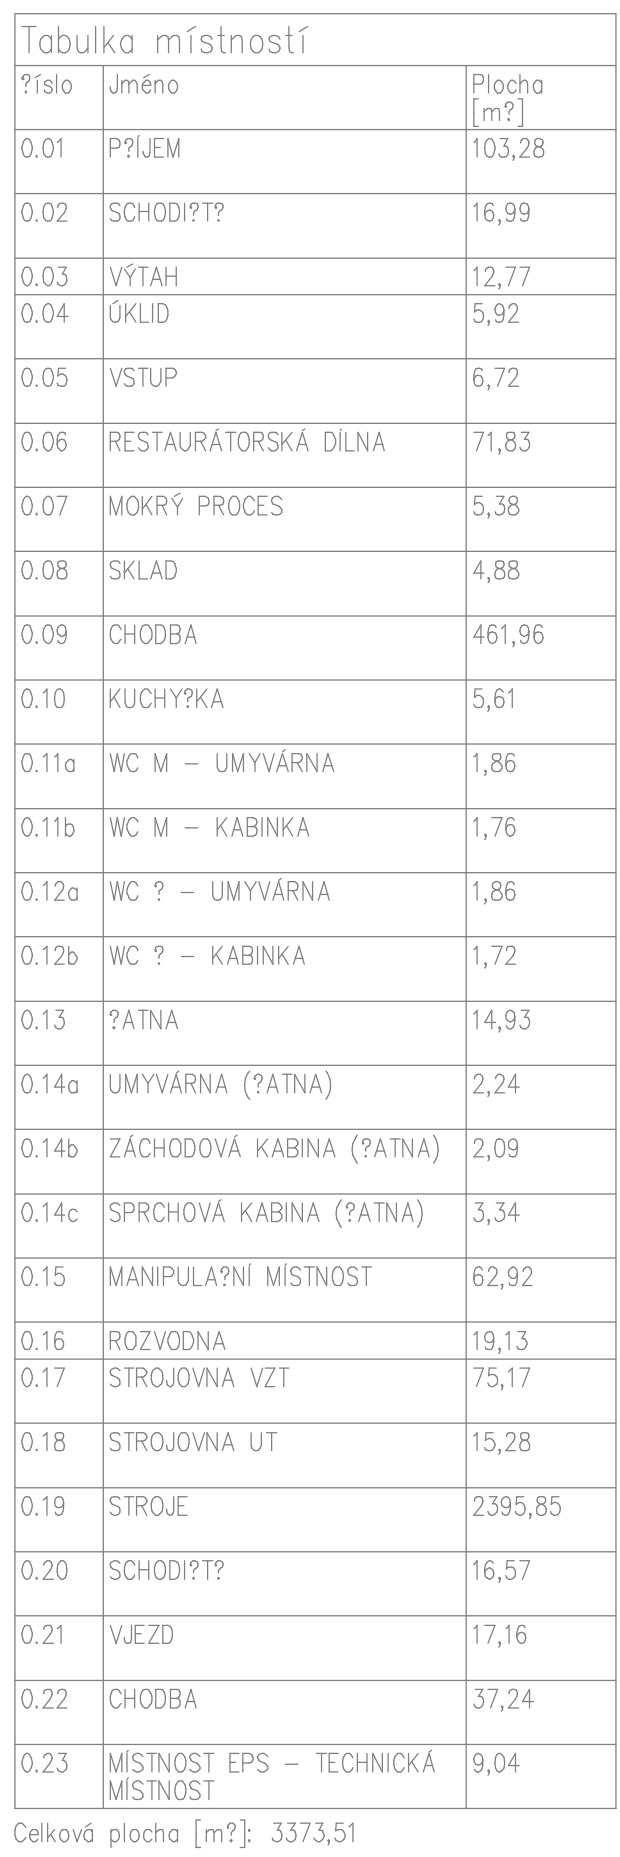 Tabulka místností
?íslo Jméno Plocha
[m?]
0.01 P?ÍJEM 103,28
0.02 SCHODI?T? 16,99
0.03 VÝTAH 12,77
0.04 ÚKLID 5,92
0.05 VSTUP 6,72
0.06 RESTAURÁTORSKÁ DÍLNA 71,83
0.07 MOKRÝ PROCES 5,38
0.08 SKLAD 4,88
0.09 CHODBA 461,96
0.10 KUCHY?KA 5,61
0.11a WC M – UMYVÁRNA 1,86
0.11b WC M – KABINKA 1,76
0.12a WC ? – UMYVÁRNA 1,86
0.12b WC ? – KABINKA 1,72
0.13 ?ATNA 14,93
0.14a UMYVÁRNA (?ATNA) 2,24
0.14b ZÁCHODOVÁ KABINA (?ATNA) 2,09
0.14c SPRCHOVÁ KABINA (?ATNA) 3,34
0.15 MANIPULA?NÍ MÍSTNOST 62,92
0.16 ROZVODNA 19,13
0.17 STROJOVNA VZT 75,17
0.18 STROJOVNA UT 15,28
0.19 STROJE 2395,85
0.20 SCHODI?T? 16,57
0.21 VJEZD 17,16
0.22 CHODBA 37,24
0.23 MÍSTNOST EPS – TECHNICKÁ 9,04
MÍSTNOST
Celková plocha [m?]: 3373,51